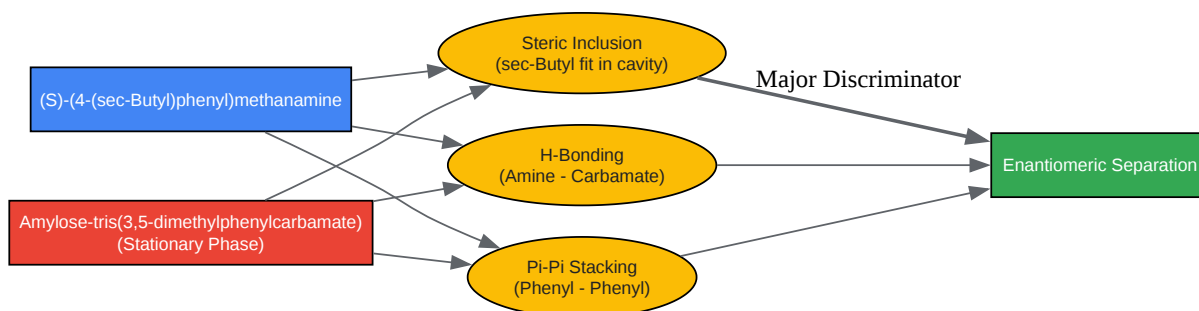 (S)-(4-(sec-Butyl)phenyl)methanamine
Amylose-tris(3,5-dimethylphenylcarbamate)
(Stationary Phase)
Steric Inclusion
(sec-Butyl fit in cavity)
H-Bonding
(Amine - Carbamate)
Pi-Pi Stacking
(Phenyl - Phenyl)
Major Discriminator
Enantiomeric Separation